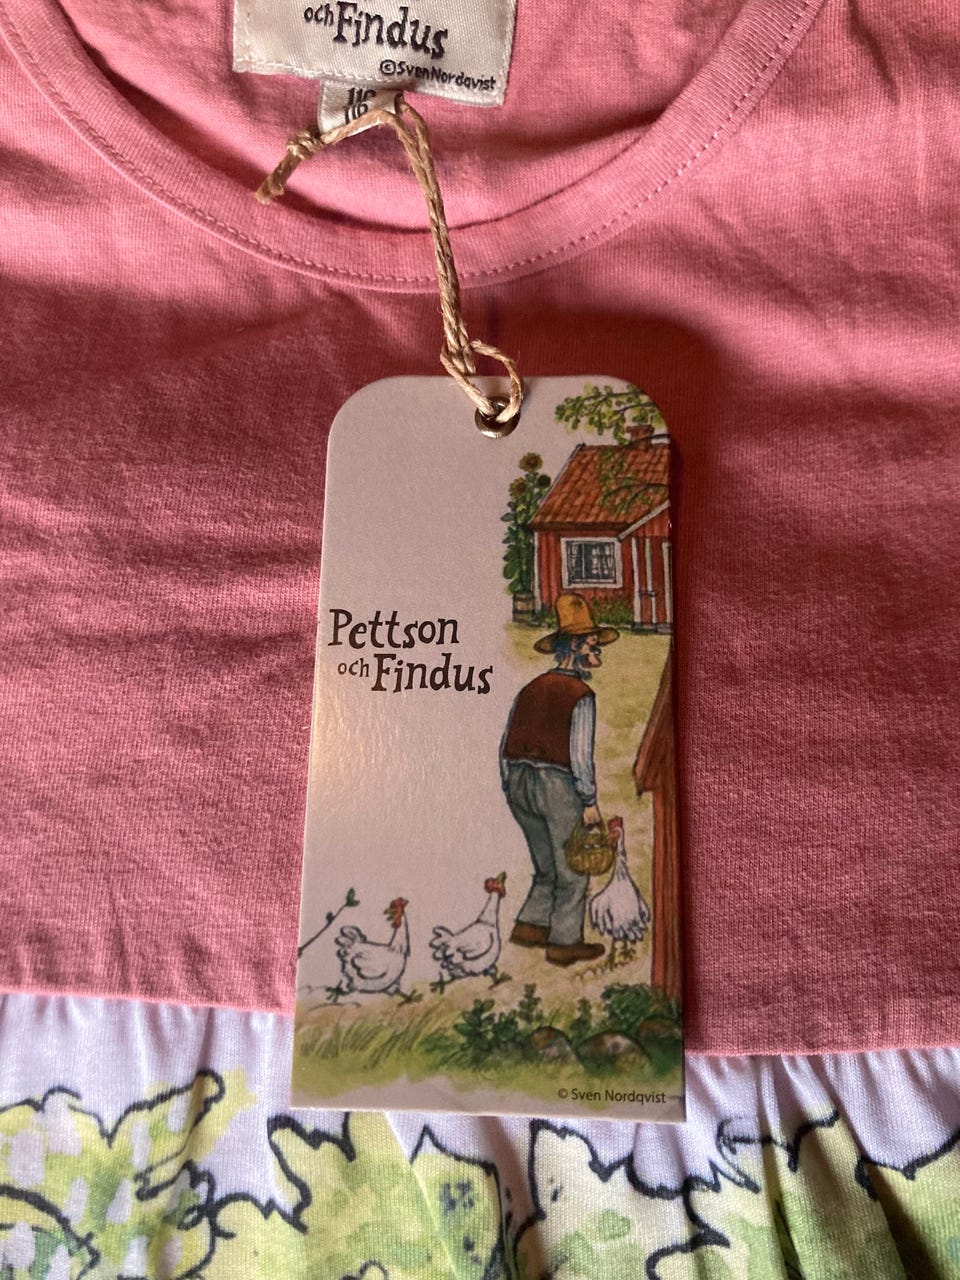 och Findus
©SvenNordqvist
116
Pettson
och Findus
© Sven Nordqvist